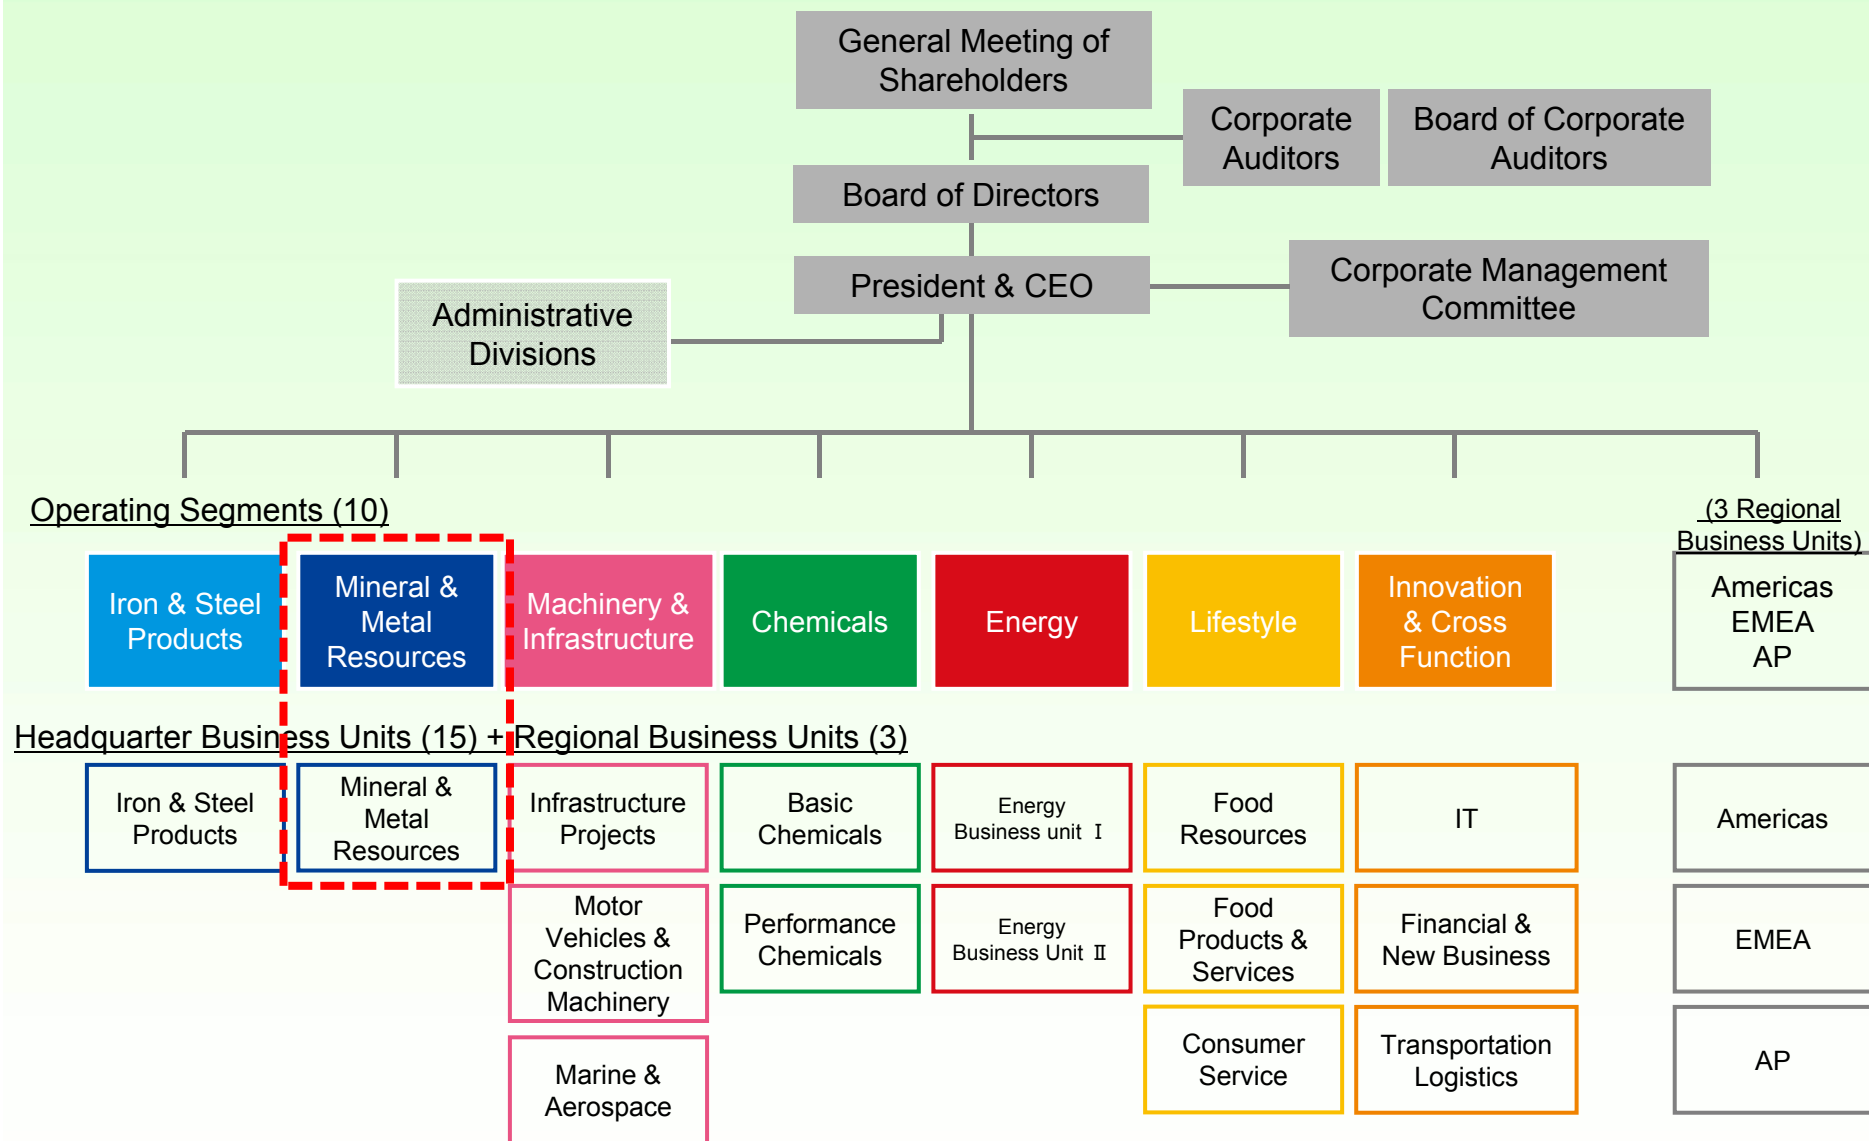 General Meeting of
Shareholders
Corporate
Auditors
Board of Corporate
Auditors
Board of Directors
President & CEO
Corporate Management
Committee
Administrative
Divisions
Operating Segments (10)
(3 Regional
Business Units)
Iron & Steel
Products
Mineral &
Metal
Resources
Machinery &
Infrastructure
Chemicals
Energy
Lifestyle
Innovation
& Cross
Function
Americas
EMEA
AP
Headquarter Business Units (15) + Regional Business Units (3)
Iron & Steel
Products
Mineral &
Metal
Resources
Infrastructure
Projects
Basic
Chemicals
Energy
Business unit Ⅰ
Food
Resources
IT
Americas
Motor
Vehicles &
Construction
Machinery
Performance
Chemicals
Energy
Business Unit Ⅱ
Food
Products &
Services
Financial &
New Business
EMEA
Marine &
Aerospace
Consumer
Service
Transportation
Logistics
AP